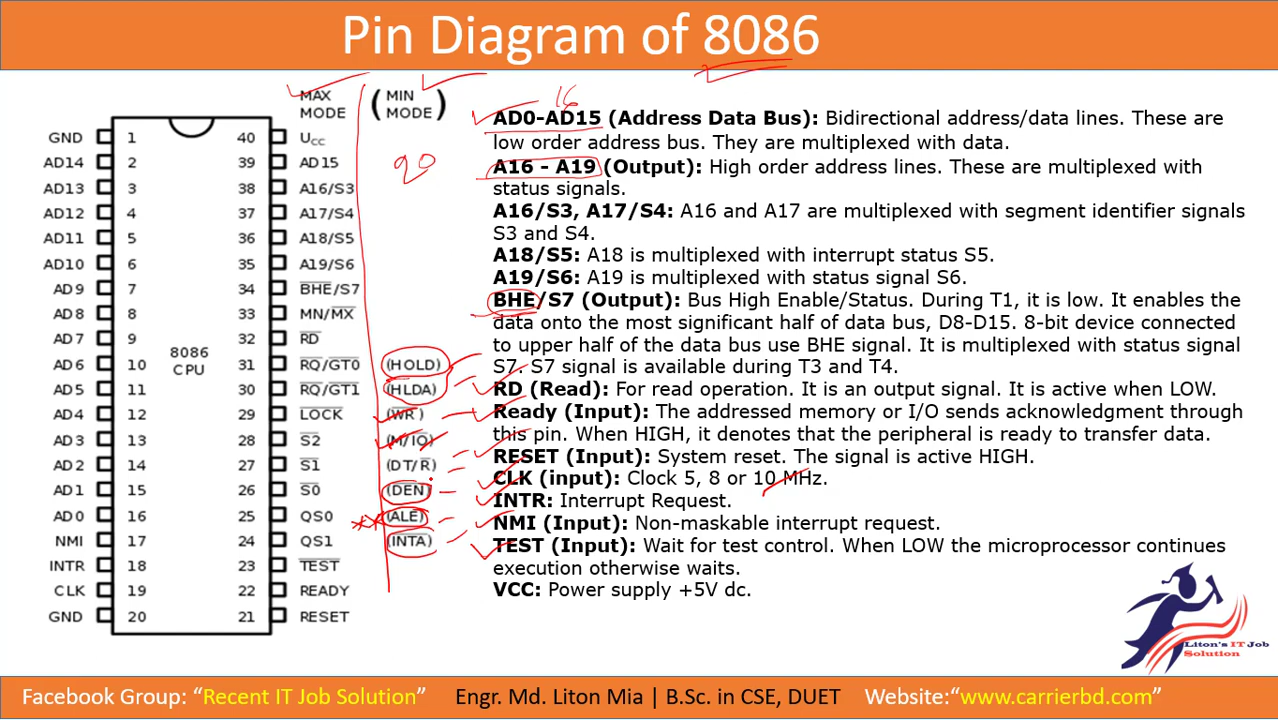 Pin Diagram of 8086
MAX MODE
(MIN MODE)
GND 1 40 UCC
AD14 2 39 AD15
AD13 3 38 A16/S3
AD12 4 37 A17/S4
AD11 5 36 A18/S5
AD10 6 35 A19/S6
AD9 7 34 B̅H̅E̅/S7
AD8 8 33 MN/M̅X̅
AD7 9 32 R̅D̅
AD6 10 31 R̅Q̅/G̅T̅0̅ (HOLD)
AD5 11 30 R̅Q̅/G̅T̅1̅ (HLDA)
AD4 12 29 L̅O̅C̅K̅ (W̅R̅)
AD3 13 28 S̅2̅ (M/I̅O̅)
AD2 14 27 S̅1̅ (DT/R̅)
AD1 15 26 S̅0̅ (D̅E̅N̅)
AD0 16 25 QS0 (ALE)
NMI 17 24 QS1 (I̅N̅T̅A̅)
INTR 18 23 T̅E̅S̅T̅
CLK 19 22 READY
GND 20 21 RESET
8086
CPU
16
20
AD0-AD15 (Address Data Bus): Bidirectional address/data lines. These are
low order address bus. They are multiplexed with data.
A16 - A19 (Output): High order address lines. These are multiplexed with
status signals.
A16/S3, A17/S4: A16 and A17 are multiplexed with segment identifier signals
S3 and S4.
A18/S5: A18 is multiplexed with interrupt status S5.
A19/S6: A19 is multiplexed with status signal S6.
BHE/S7 (Output): Bus High Enable/Status. During T1, it is low. It enables the
data onto the most significant half of data bus, D8-D15. 8-bit device connected
to upper half of the data bus use BHE signal. It is multiplexed with status signal
S7. S7 signal is available during T3 and T4.
RD (Read): For read operation. It is an output signal. It is active when LOW.
Ready (Input): The addressed memory or I/O sends acknowledgment through
this pin. When HIGH, it denotes that the peripheral is ready to transfer data.
RESET (Input): System reset. The signal is active HIGH.
CLK (input): Clock 5, 8 or 10 MHz.
INTR: Interrupt Request.
NMI (Input): Non-maskable interrupt request.
TEST (Input): Wait for test control. When LOW the microprocessor continues
execution otherwise waits.
VCC: Power supply +5V dc.
Liton's IT Job
Solution
Facebook Group: “Recent IT Job Solution” Engr. Md. Liton Mia | B.Sc. in CSE, DUET Website:“www.carrierbd.com”